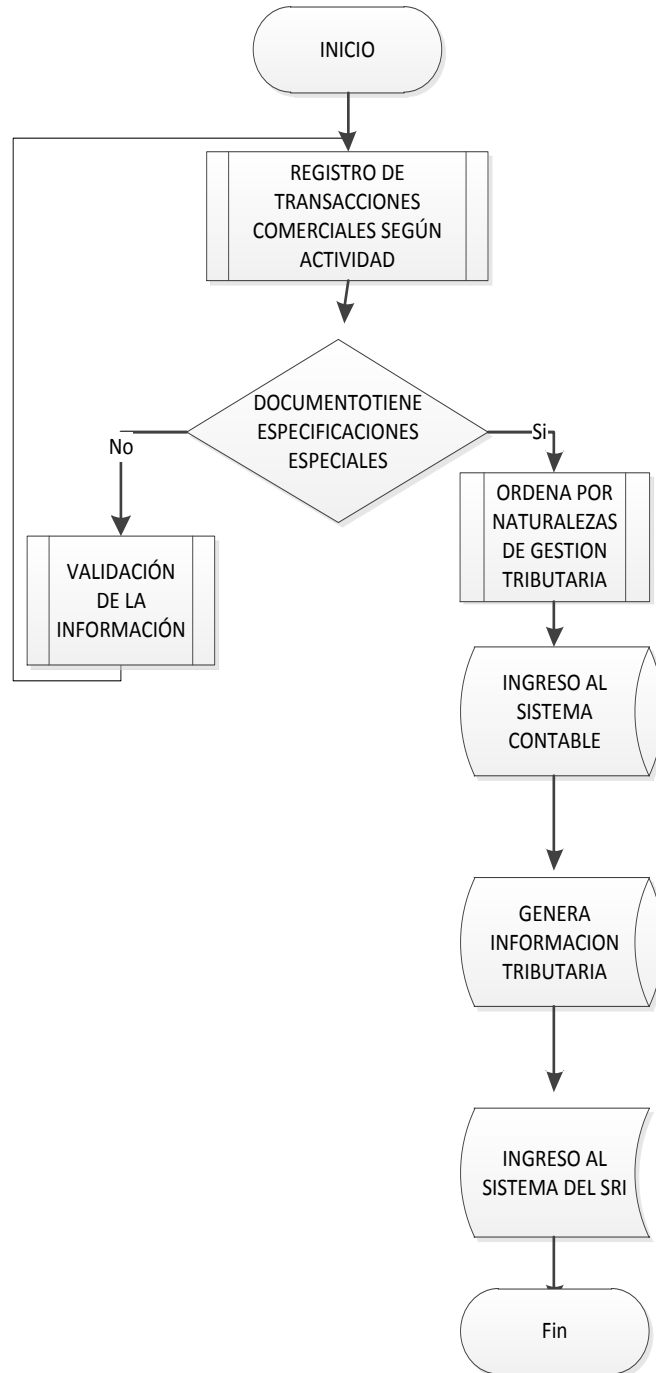 INICIO
REGISTRO DE
TRANSACCIONES
COMERCIALES SEGÚN
ACTIVIDAD
DOCUMENTOTIENE
ESPECIFICACIONES
ESPECIALES
No
Si
VALIDACIÓN
DE LA
INFORMACIÓN
ORDENA POR
NATURALEZAS
DE GESTION
TRIBUTARIA
INGRESO AL
SISTEMA
CONTABLE
GENERA
INFORMACION
TRIBUTARIA
INGRESO AL
SISTEMA DEL SRI
Fin